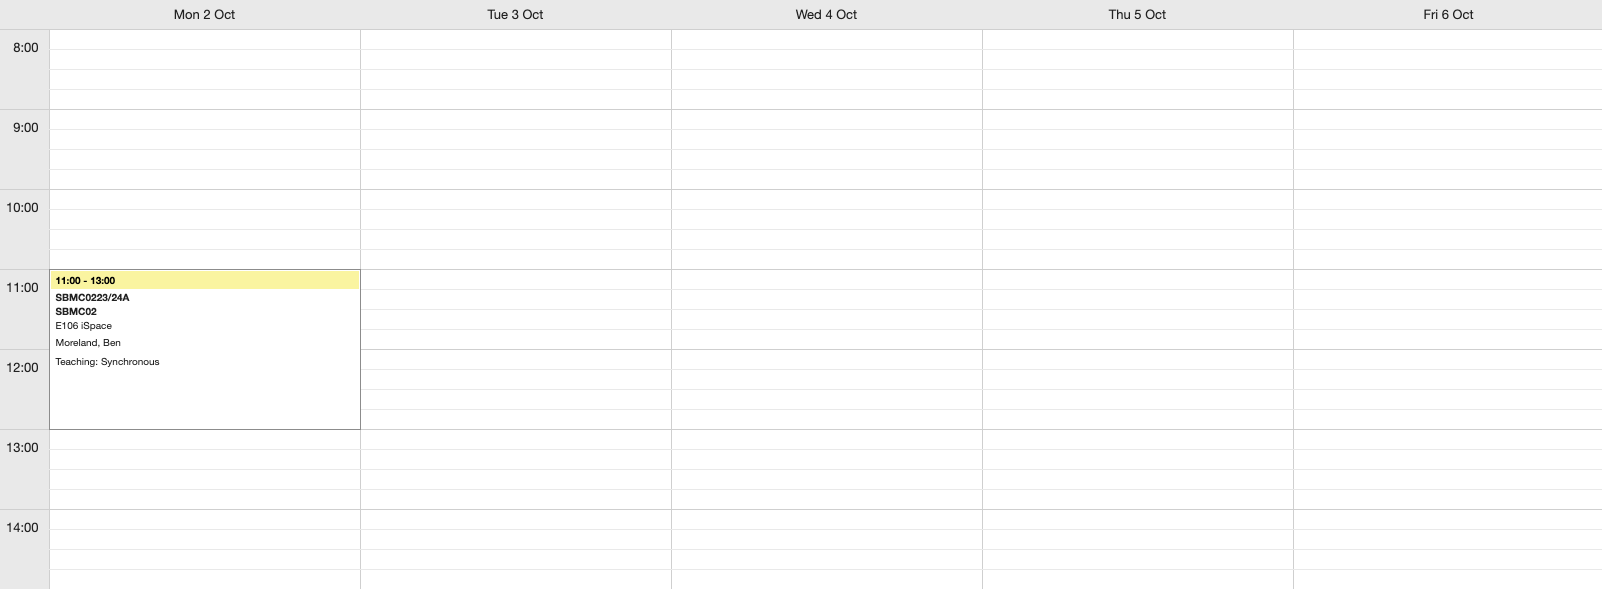 Mon 2 Oct Tue 3 Oct Wed 4 Oct Thu 5 Oct Fri 6 Oct
8:00
9:00
10:00
11:00
11:00 - 13:00
SBMC0223/24A
SBMC02
E106 iSpace
Moreland, Ben
Teaching: Synchronous
12:00
13:00
14:00